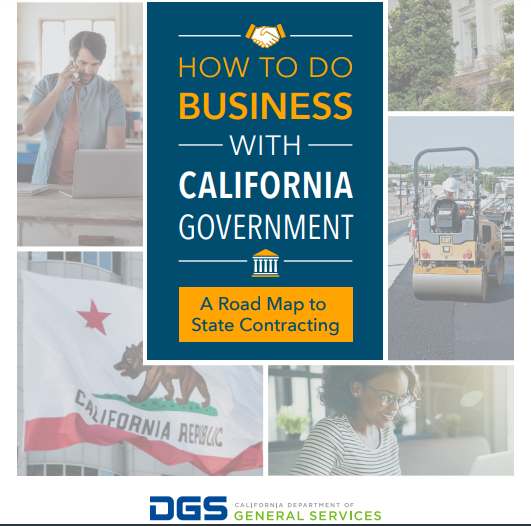 HOW TO DO
BUSINESS
WITH
CALIFORNIA
GOVERNMENT
A Road Map to
State Contracting
CALIFORNIA REPUBLIC
DGS
CALIFORNIA DEPARTMENT OF
GENERAL SERVICES